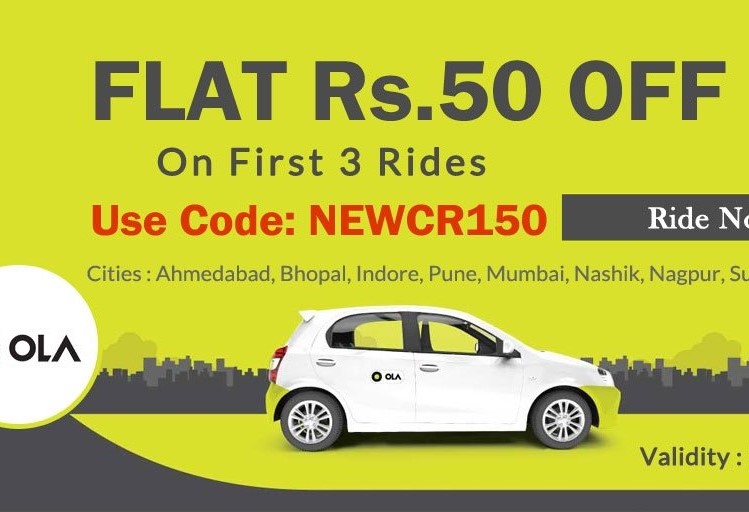 FLAT Rs.50 OFF
On First 3 Rides
Use Code: NEWCR150
Ride
Cities : Ahmedabad, Bhopal, Indore, Pune, Mumbai, Nashik, Nagpur,
OLA
OLA
Validity :